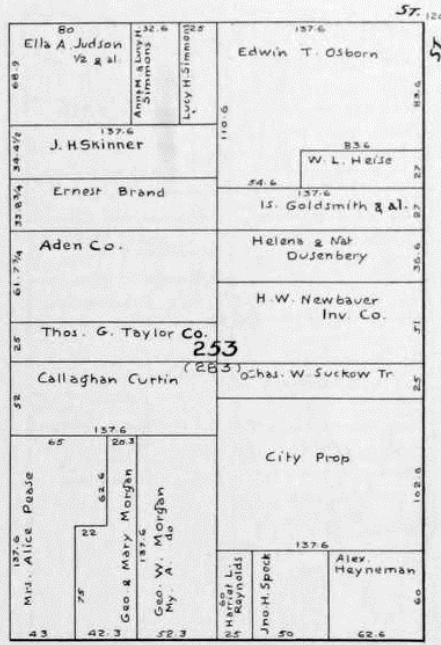 ST.
80
32.6
25
137.6
Ella A. Judson
½ & al
Anna M. & Lucy H.
Simmons
Lucy H. Simmons
68.9
Edwin T. Osborn
83.6
110.6
137.6
J. H Skinner
34.4½
83.6
W. L. Heise
27
54.6
137.6
Ernest Brand
33.8¾
Is. Goldsmith & al.
27
Aden Co.
61.7¾
Helena & Nat
Dusenbery
36.6
H. W. Newbauer
Inv. Co.
51
Thos. G. Taylor Co.
25
253
(283)
Callaghan Curtin
52
Chas. W. Suckow Tr
25
137.6
65
20.3
City Prop
102.6
62.6
22
75
137.6
Mrs. Alice Pease
Geo & Mary Morgan
137.6
Geo. W. Morgan
My. A. do
137.6
60
Harriet L.
Raynolds
Jno H. Speck
Alex.
Heyneman
60
43
42.3
52.3
25
50
62.6